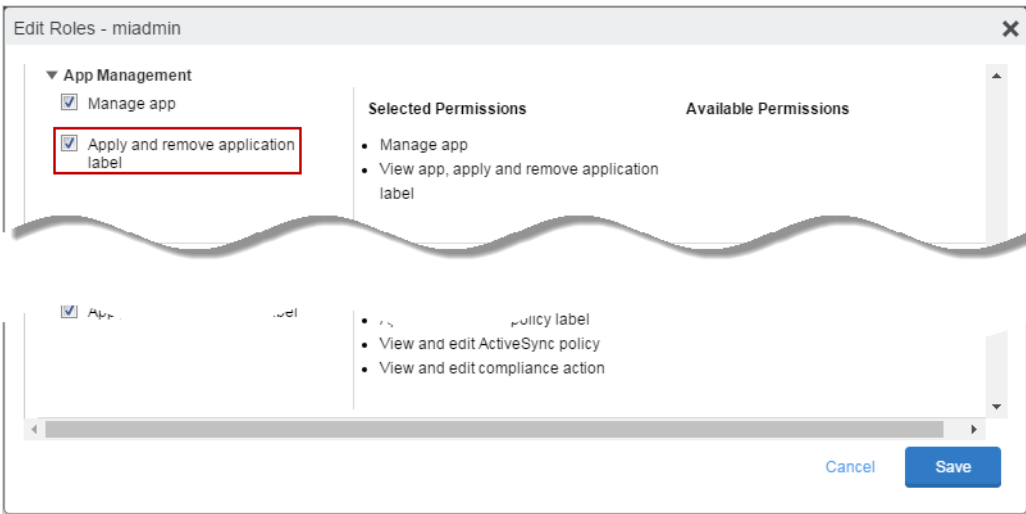 Edit Roles - miadmin
App Management
Manage app
Apply and remove application
label
Selected Permissions
Manage app
View app, apply and remove application
label
Available Permissions
policy label
View and edit ActiveSync policy
View and edit compliance action
Cancel
Save